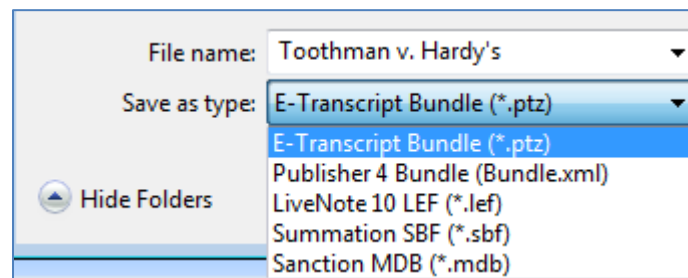 File name: Toothman v. Hardy's
Save as type: E-Transcript Bundle (*.ptz)
E-Transcript Bundle (*.ptz)
Publisher 4 Bundle (Bundle.xml)
Hide Folders
LiveNote 10 LEF (*.lef)
Summation SBF (*.sbf)
Sanction MDB (*.mdb)